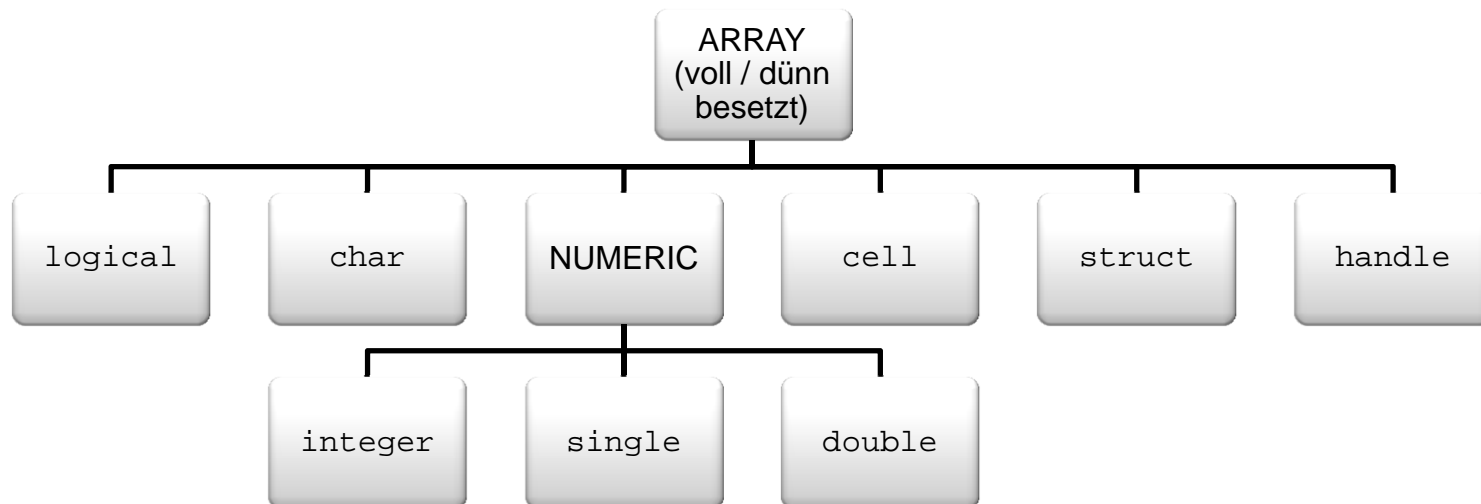 ARRAY
(voll / dünn
besetzt)
logical
char
NUMERIC
cell
struct
handle
integer
single
double